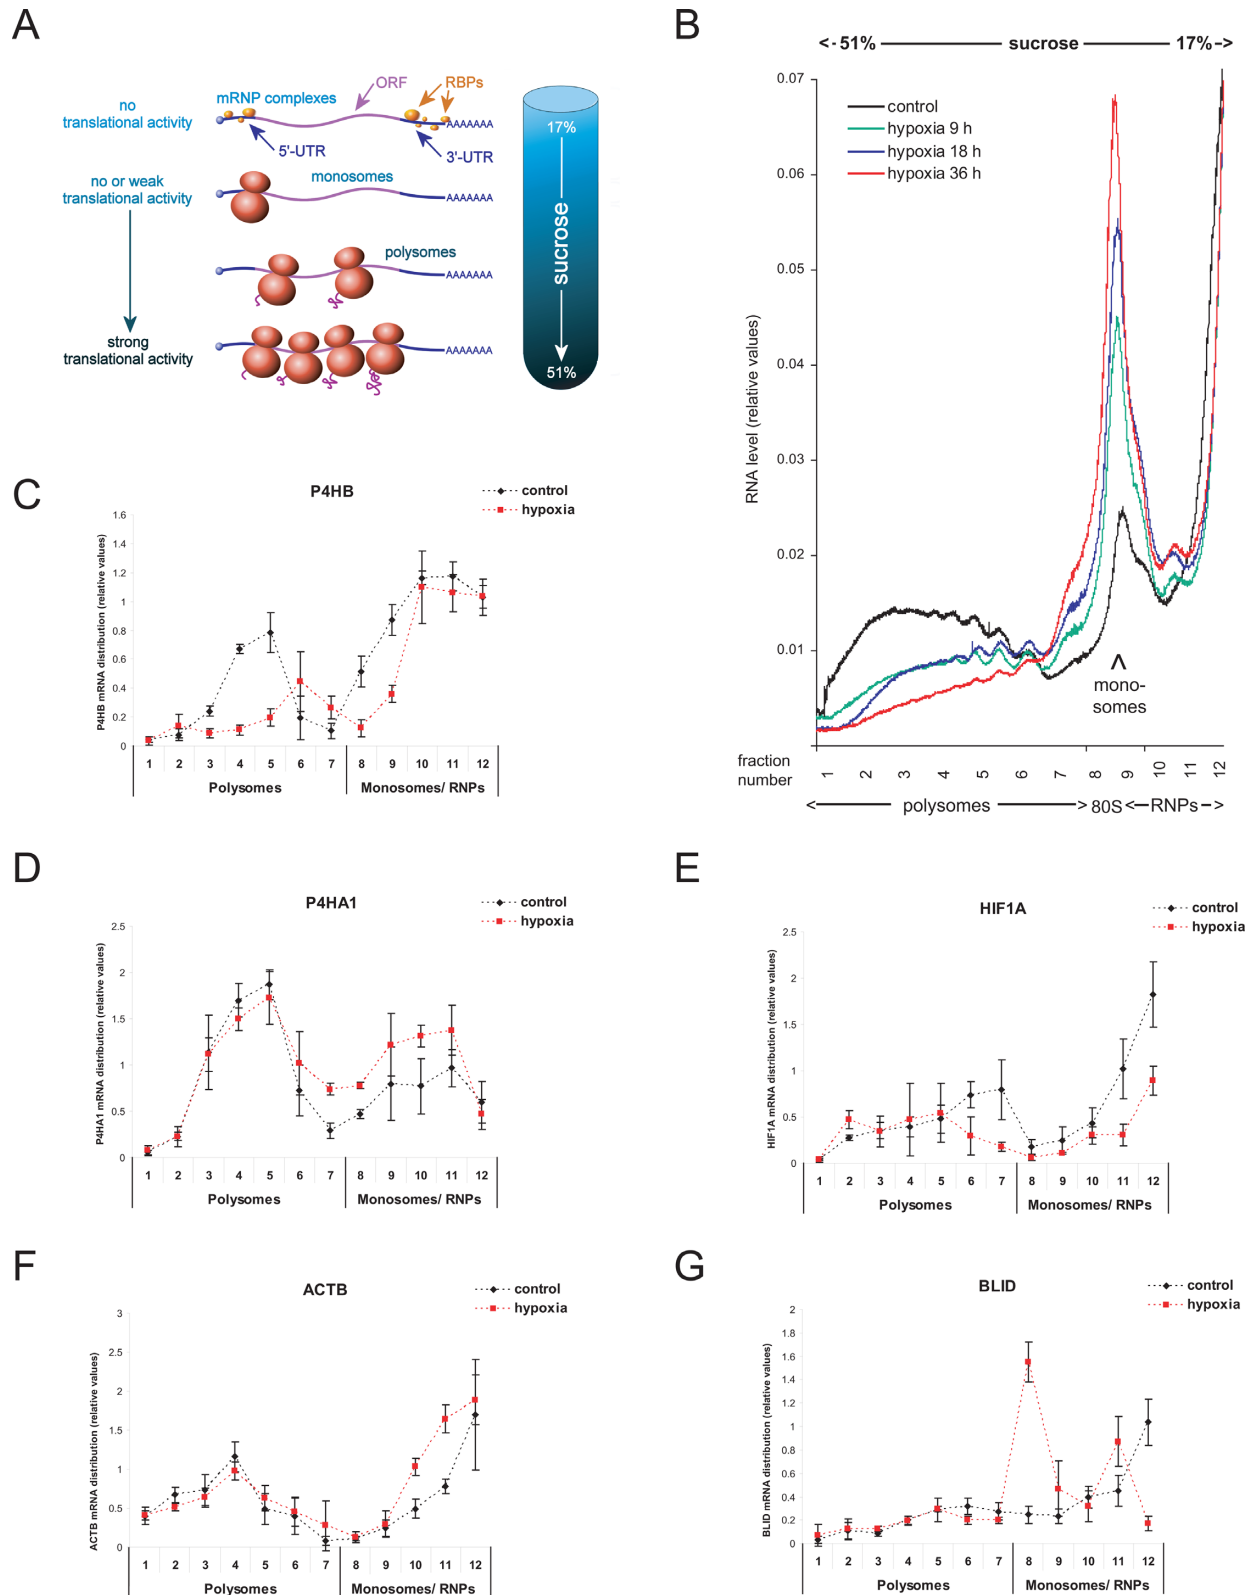 A
no
translational activity
mRNP complexes
ORF
RBPs
AAAAAAA
5'-UTR
3'-UTR
no or weak
translational activity
monosomes
AAAAAAA
polysomes
AAAAAAA
strong
translational activity
AAAAAAA
17%
sucrose
51%
B
<- 51% sucrose 17% ->
0.07
0.06
0.05
0.04
0.03
0.02
0.01
RNA level (relative values)
control
hypoxia 9 h
hypoxia 18 h
hypoxia 36 h
^
mono-
somes
fraction
number
1 2 3 4 5 6 7 8 9 10 11 12
<— polysomes —> 80S <— RNPs –>
C
P4HB
control
hypoxia
P4HB mRNA distribution (relative values)
1.6
1.4
1.2
1
0.8
0.6
0.4
0.2
0
1 2 3 4 5 6 7 8 9 10 11 12
Polysomes Monosomes/ RNPs
D
P4HA1
control
hypoxia
P4HA1 mRNA distribution (relative values)
2.5
2
1.5
1
0.5
0
1 2 3 4 5 6 7 8 9 10 11 12
Polysomes Monosomes/ RNPs
E
HIF1A
control
hypoxia
HIF1A mRNA distribution (relative values)
2.5
2
1.5
1
0.5
0
1 2 3 4 5 6 7 8 9 10 11 12
Polysomes Monosomes/ RNPs
F
ACTB
control
hypoxia
ACTB mRNA distribution (relative values)
3
2
1.5
1
0.5
0
1 2 3 4 5 6 7 8 9 10 11 12
Polysomes Monosomes/ RNPs
G
BLID
control
hypoxia
BLID mRNA distribution (relative values)
2
1.8
1.6
1.4
1.2
1
0.8
0.6
0.4
0.2
0
1 2 3 4 5 6 7 8 9 10 11 12
Polysomes Monosomes/ RNPs